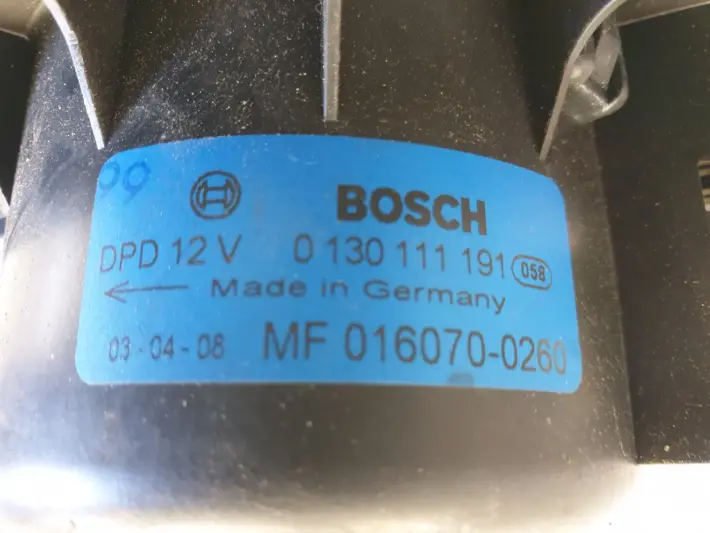 99
BOSCH
DPD 12 V 0 130 111 191 058
Made in Germany
03-04-08 MF 016070-0260